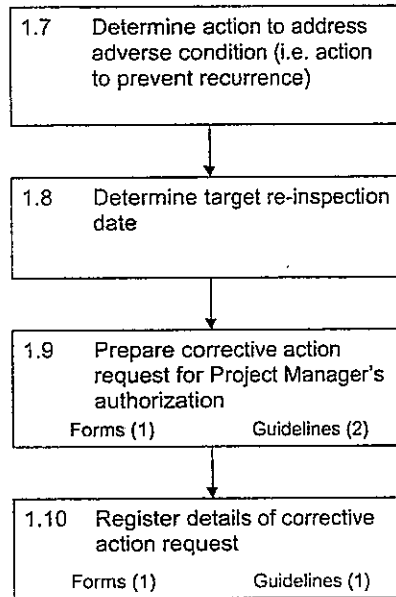 1.7 Determine action to address
adverse condition (i.e. action
to prevent recurrence)
1.8 Determine target re-inspection
date
1.9 Prepare corrective action
request for Project Manager's
authorization
Forms (1) Guidelines (2)
1.10 Register details of corrective
action request
Forms (1) Guidelines (1)